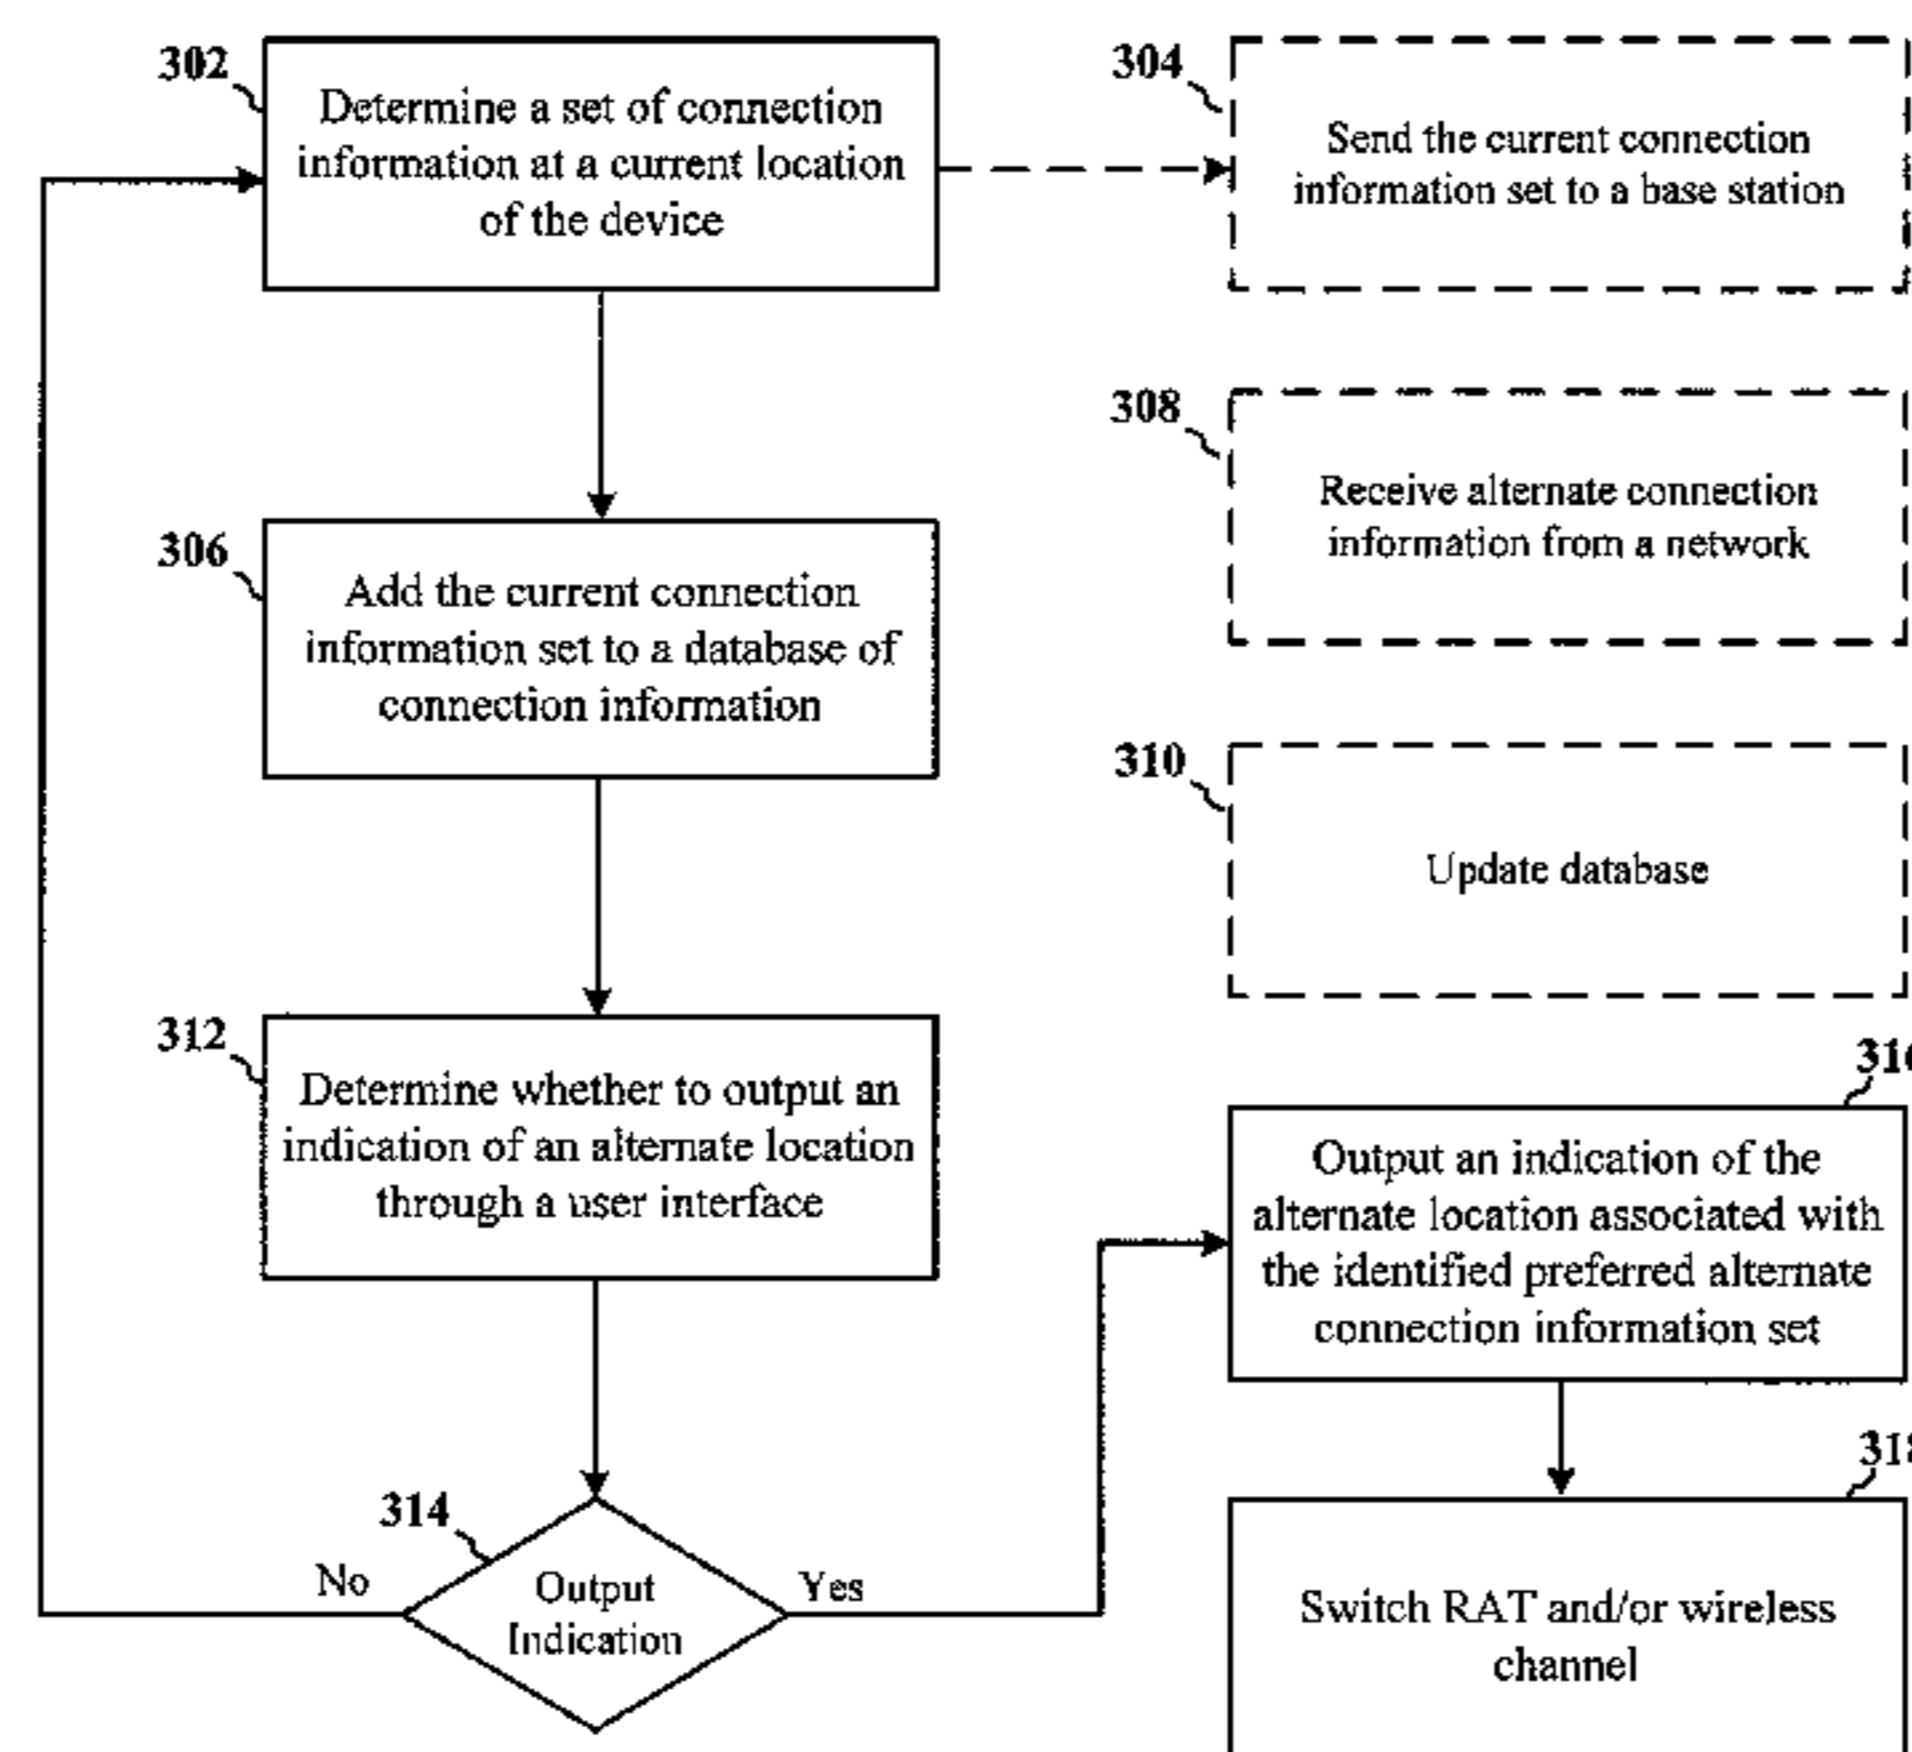 302
Determine a set of connection
information at a current location
of the device
304
Send the current connection
information set to a base station
306
Add the current connection
information set to a database of
connection information
308
Receive alternate connection
information from a network
310
Update database
312
Determine whether to output an
indication of an alternate location
through a user interface
314
Output
Indication
No
Yes
Output an indication of the
alternate location associated with
the identified preferred alternate
connection information set
Switch RAT and/or wireless
channel